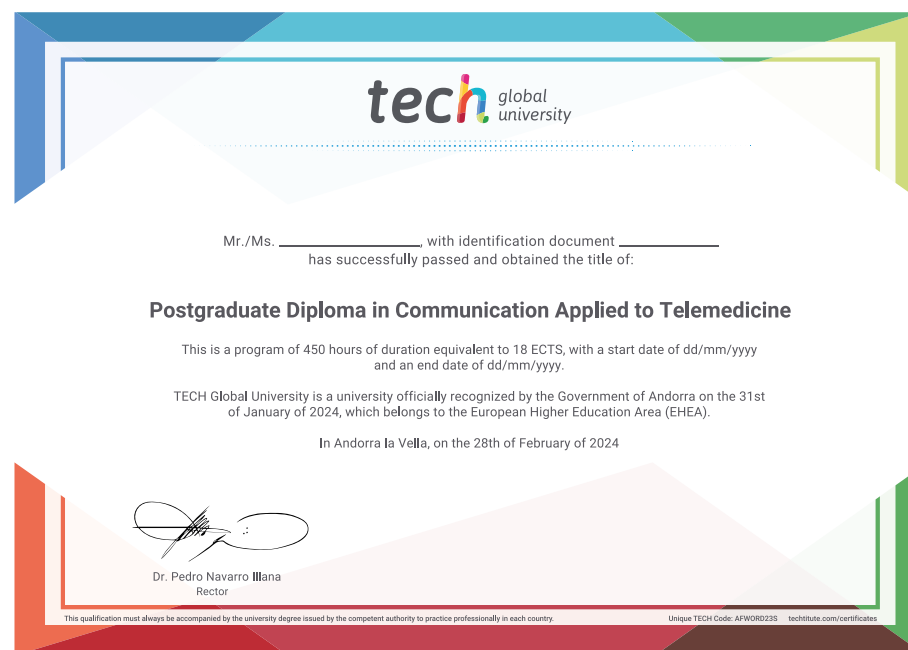 tech global
university
Mr./Ms. ____________, with identification document ____________
has successfully passed and obtained the title of:
Postgraduate Diploma in Communication Applied to Telemedicine
This is a program of 450 hours of duration equivalent to 18 ECTS, with a start date of dd/mm/yyyy
and an end date of dd/mm/yyyy.
TECH Global University is a university officially recognized by the Government of Andorra on the 31st
of January of 2024, which belongs to the European Higher Education Area (EHEA).
In Andorra la Vella, on the 28th of February of 2024
Dr. Pedro Navarro Illana
Rector
This qualification must always be accompanied by the university degree issued by the competent authority to practice professionally in each country.
Unique TECH Code: AFWORD23S techtitute.com/certificates